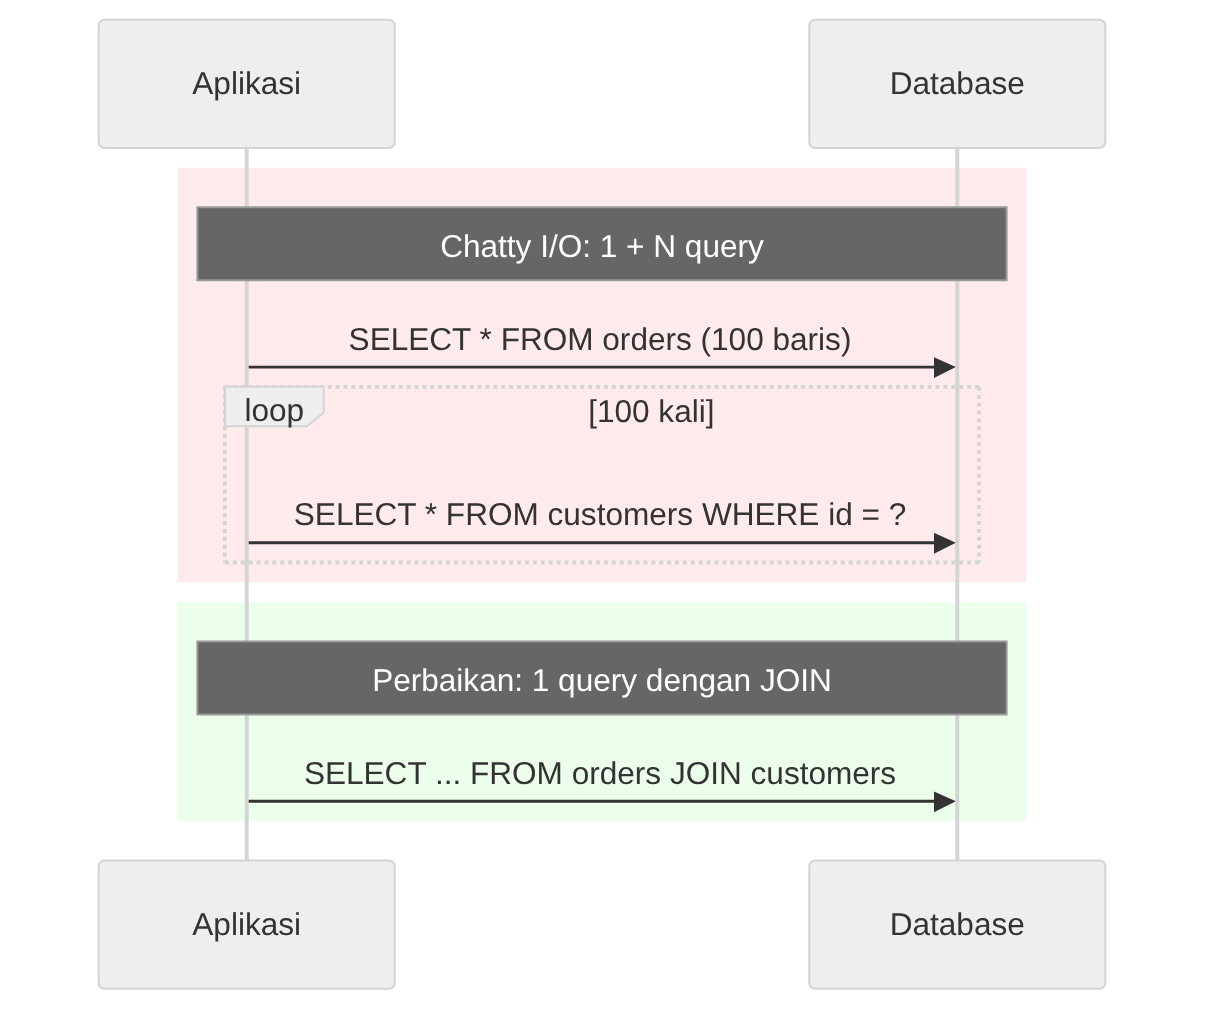 Aplikasi
Database
Chatty I/O: 1 + N query
SELECT * FROM orders (100 baris)
loop
[100 kali]
SELECT * FROM customers WHERE id = ?
Perbaikan: 1 query dengan JOIN
SELECT ... FROM orders JOIN customers
Aplikasi
Database